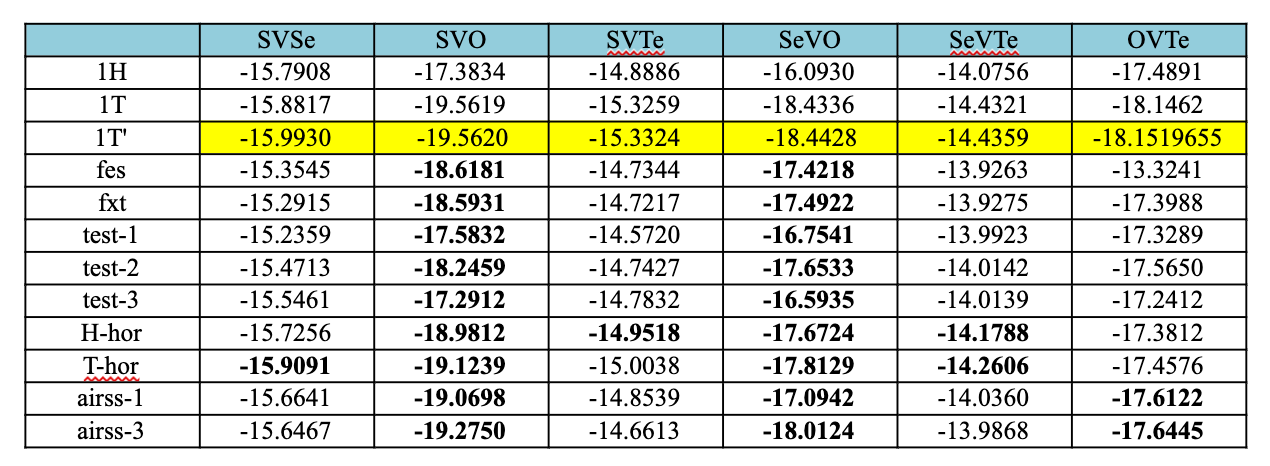 SVSe SVO SVTe SeVO SeVTe OVTe
1H -15.7908 -17.3834 -14.8886 -16.0930 -14.0756 -17.4891
1T -15.8817 -19.5619 -15.3259 -18.4336 -14.4321 -18.1462
1T' -15.9930 -19.5620 -15.3324 -18.4428 -14.4359 -18.1519655
fes -15.3545 -18.6181 -14.7344 -17.4218 -13.9263 -13.3241
fxt -15.2915 -18.5931 -14.7217 -17.4922 -13.9275 -17.3988
test-1 -15.2359 -17.5832 -14.5720 -16.7541 -13.9923 -17.3289
test-2 -15.4713 -18.2459 -14.7427 -17.6533 -14.0142 -17.5650
test-3 -15.5461 -17.2912 -14.7832 -16.5935 -14.0139 -17.2412
H-hor -15.7256 -18.9812 -14.9518 -17.6724 -14.1788 -17.3812
T-hor -15.9091 -19.1239 -15.0038 -17.8129 -14.2606 -17.4576
airss-1 -15.6641 -19.0698 -14.8539 -17.0942 -14.0360 -17.6122
airss-3 -15.6467 -19.2750 -14.6613 -18.0124 -13.9868 -17.6445